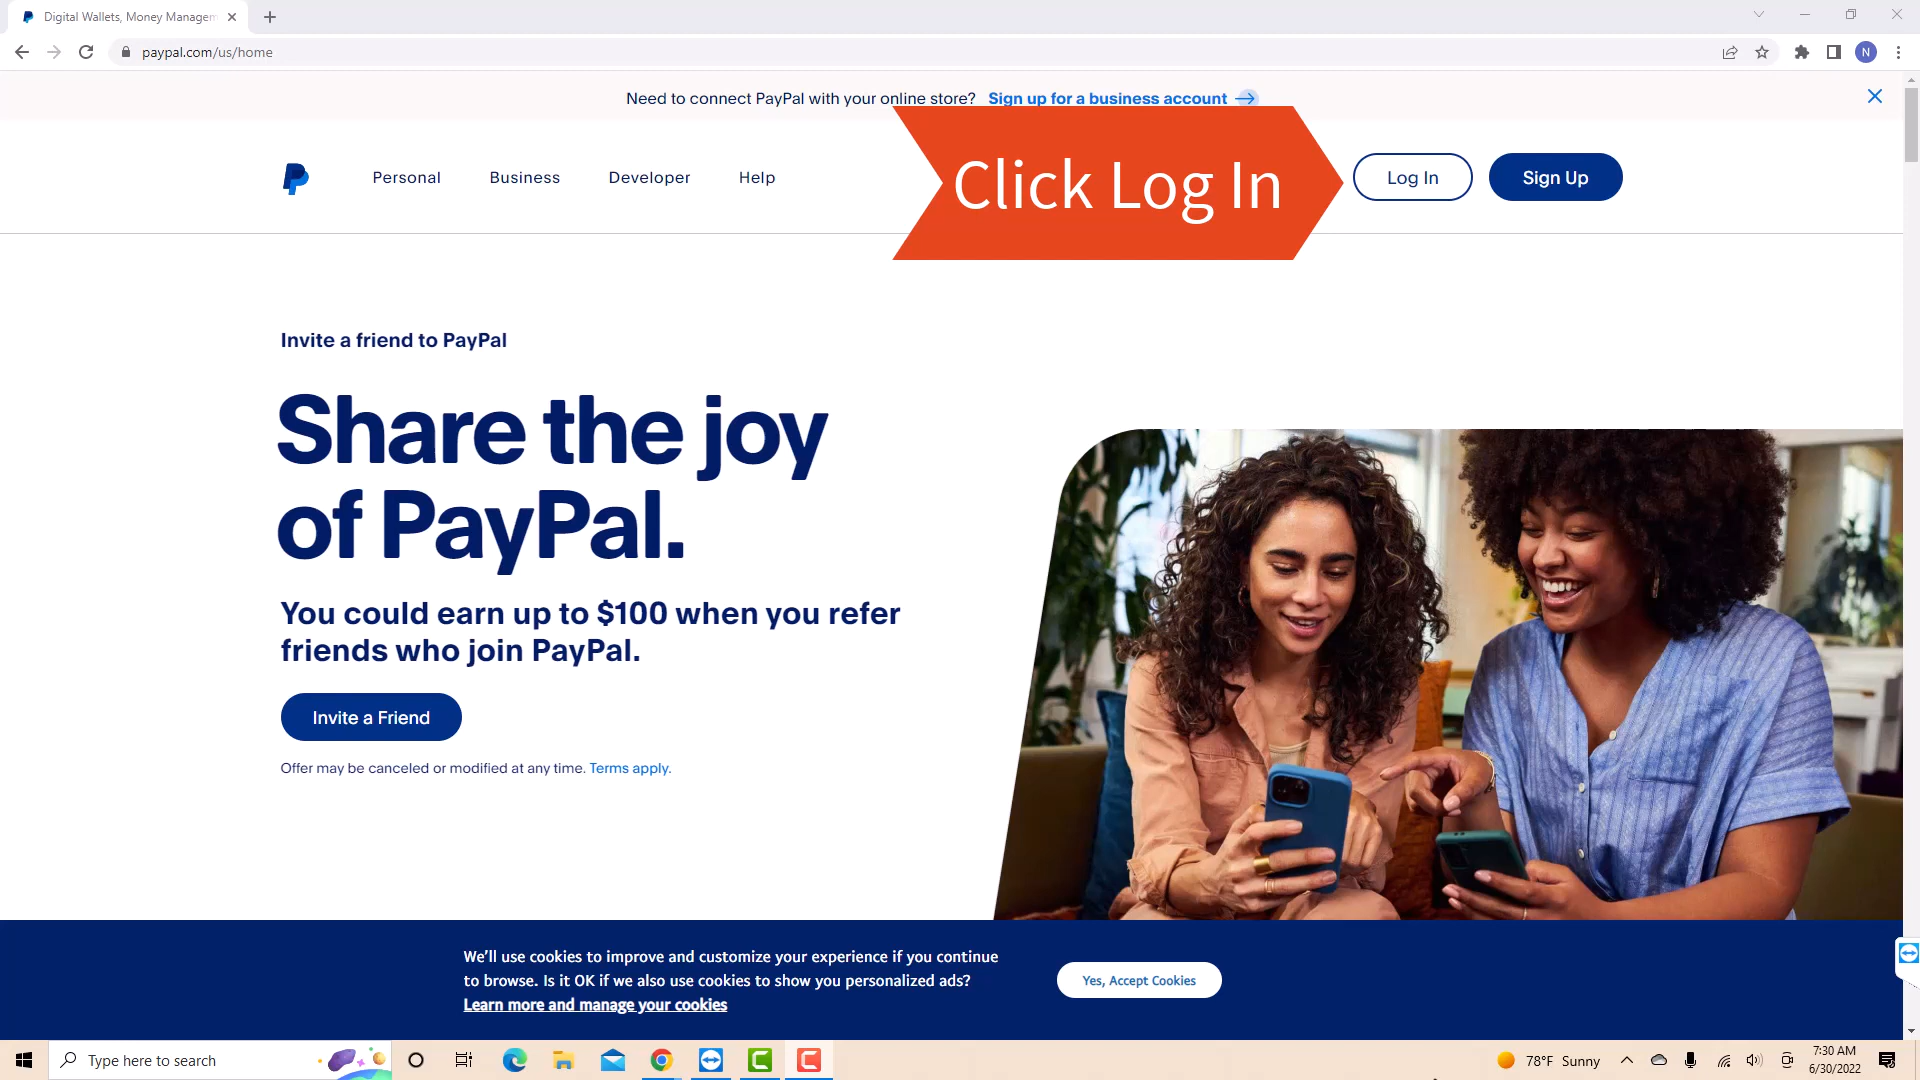 Digital Wallets, Money Managem
paypal.com/us/home
N
Need to connect PayPal with your online store? Sign up for a business account
Personal Business Developer Help
Click Log In
Log In
Sign Up
Invite a friend to PayPal
Share the joy
of PayPal.
You could earn up to $100 when you refer
friends who join PayPal.
Invite a Friend
Offer may be canceled or modified at any time. Terms apply.
We'll use cookies to improve and customize your experience if you continue
to browse. Is it OK if we also use cookies to show you personalized ads?
Learn more and manage your cookies
Yes, Accept Cookies
Type here to search
78°F Sunny
7:30 AM
6/30/2022